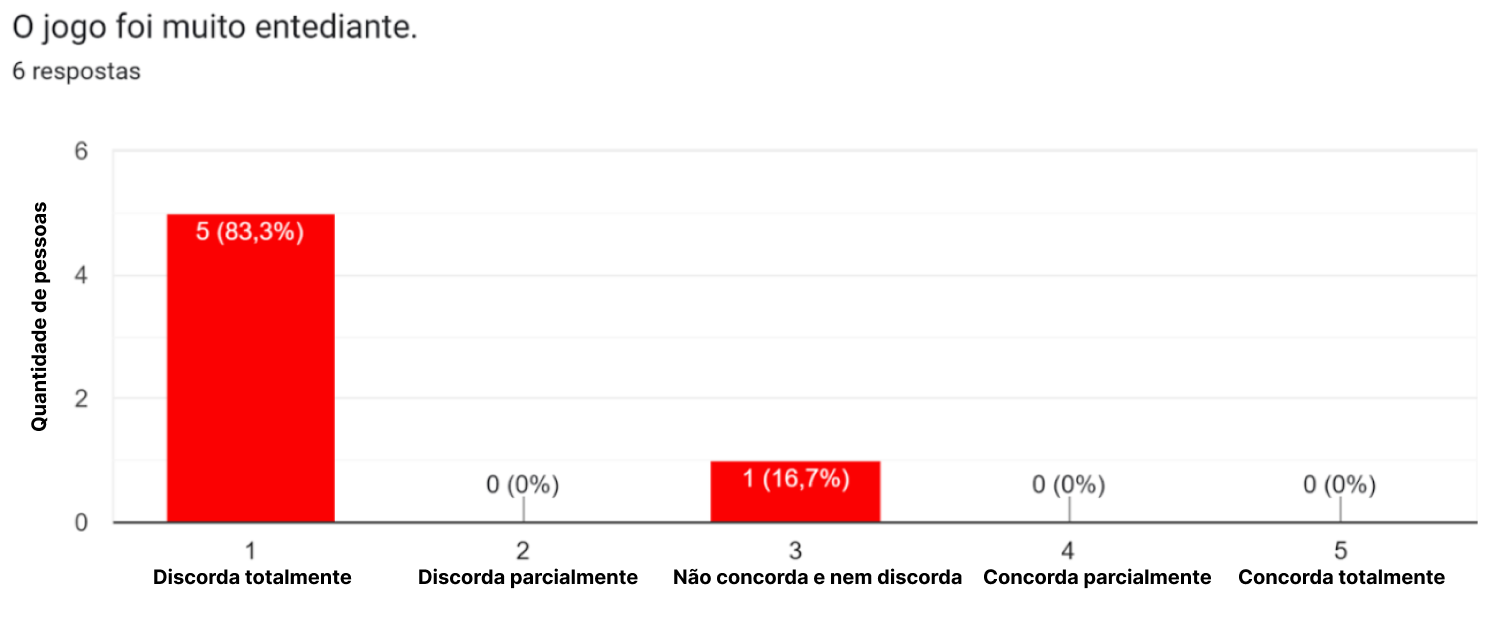 O jogo foi muito entediante.
6 respostas
6
4
2
0
Quantidade de pessoas
5 (83,3%)
0 (0%)
1 (16,7%)
0 (0%)
0 (0%)
1
2
3
4
5
Discorda totalmente
Discorda parcialmente
Não concorda e nem discorda
Concorda parcialmente
Concorda totalmente